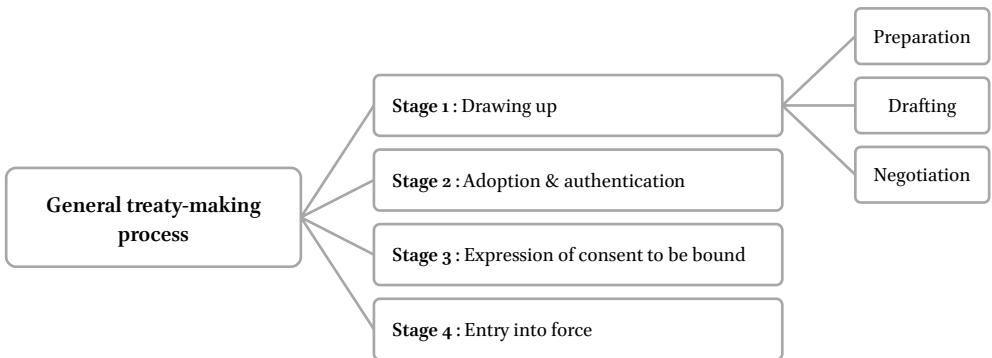 General treaty-making
process
Stage 1 : Drawing up
Stage 2 : Adoption & authentication
Stage 3 : Expression of consent to be bound
Stage 4 : Entry into force
Preparation
Drafting
Negotiation